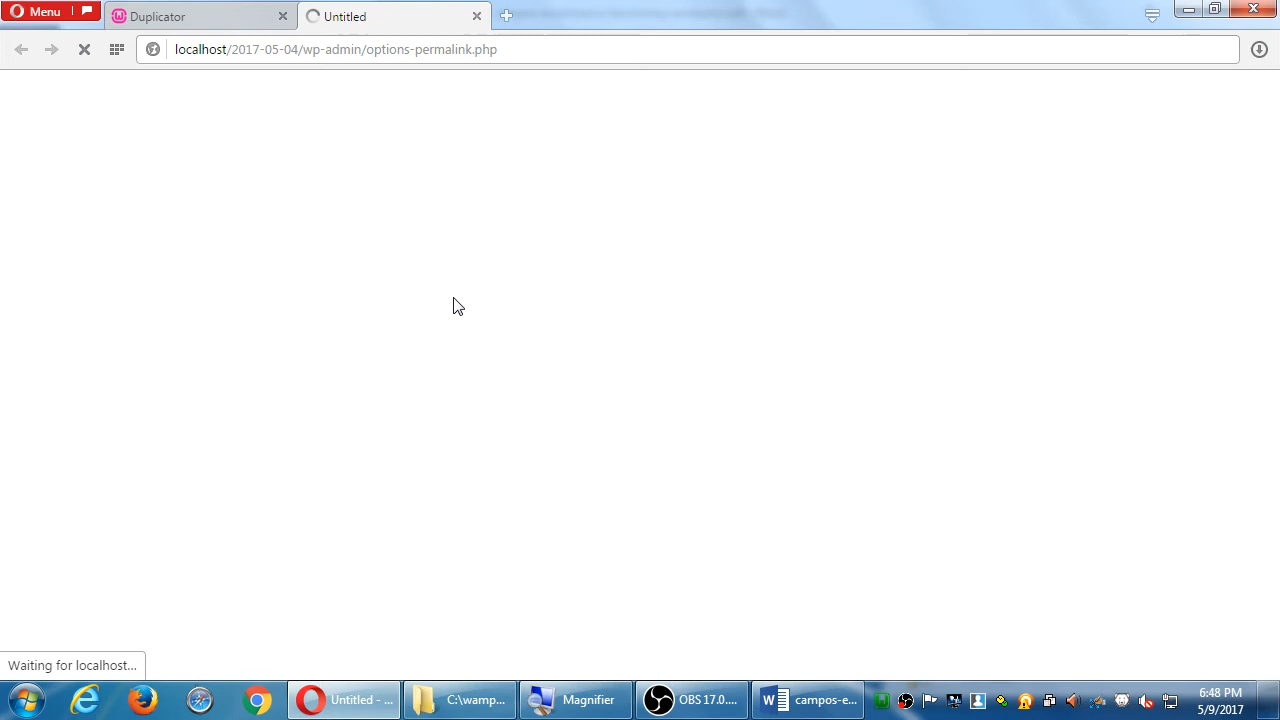 Menu
Duplicator
Untitled
localhost/2017-05-04/wp-admin/options-permalink.php
Waiting for localhost...
Untitled - ...
C:\wamp...
Magnifier
OBS 17.0....
campos-e...
6:48 PM
5/9/2017